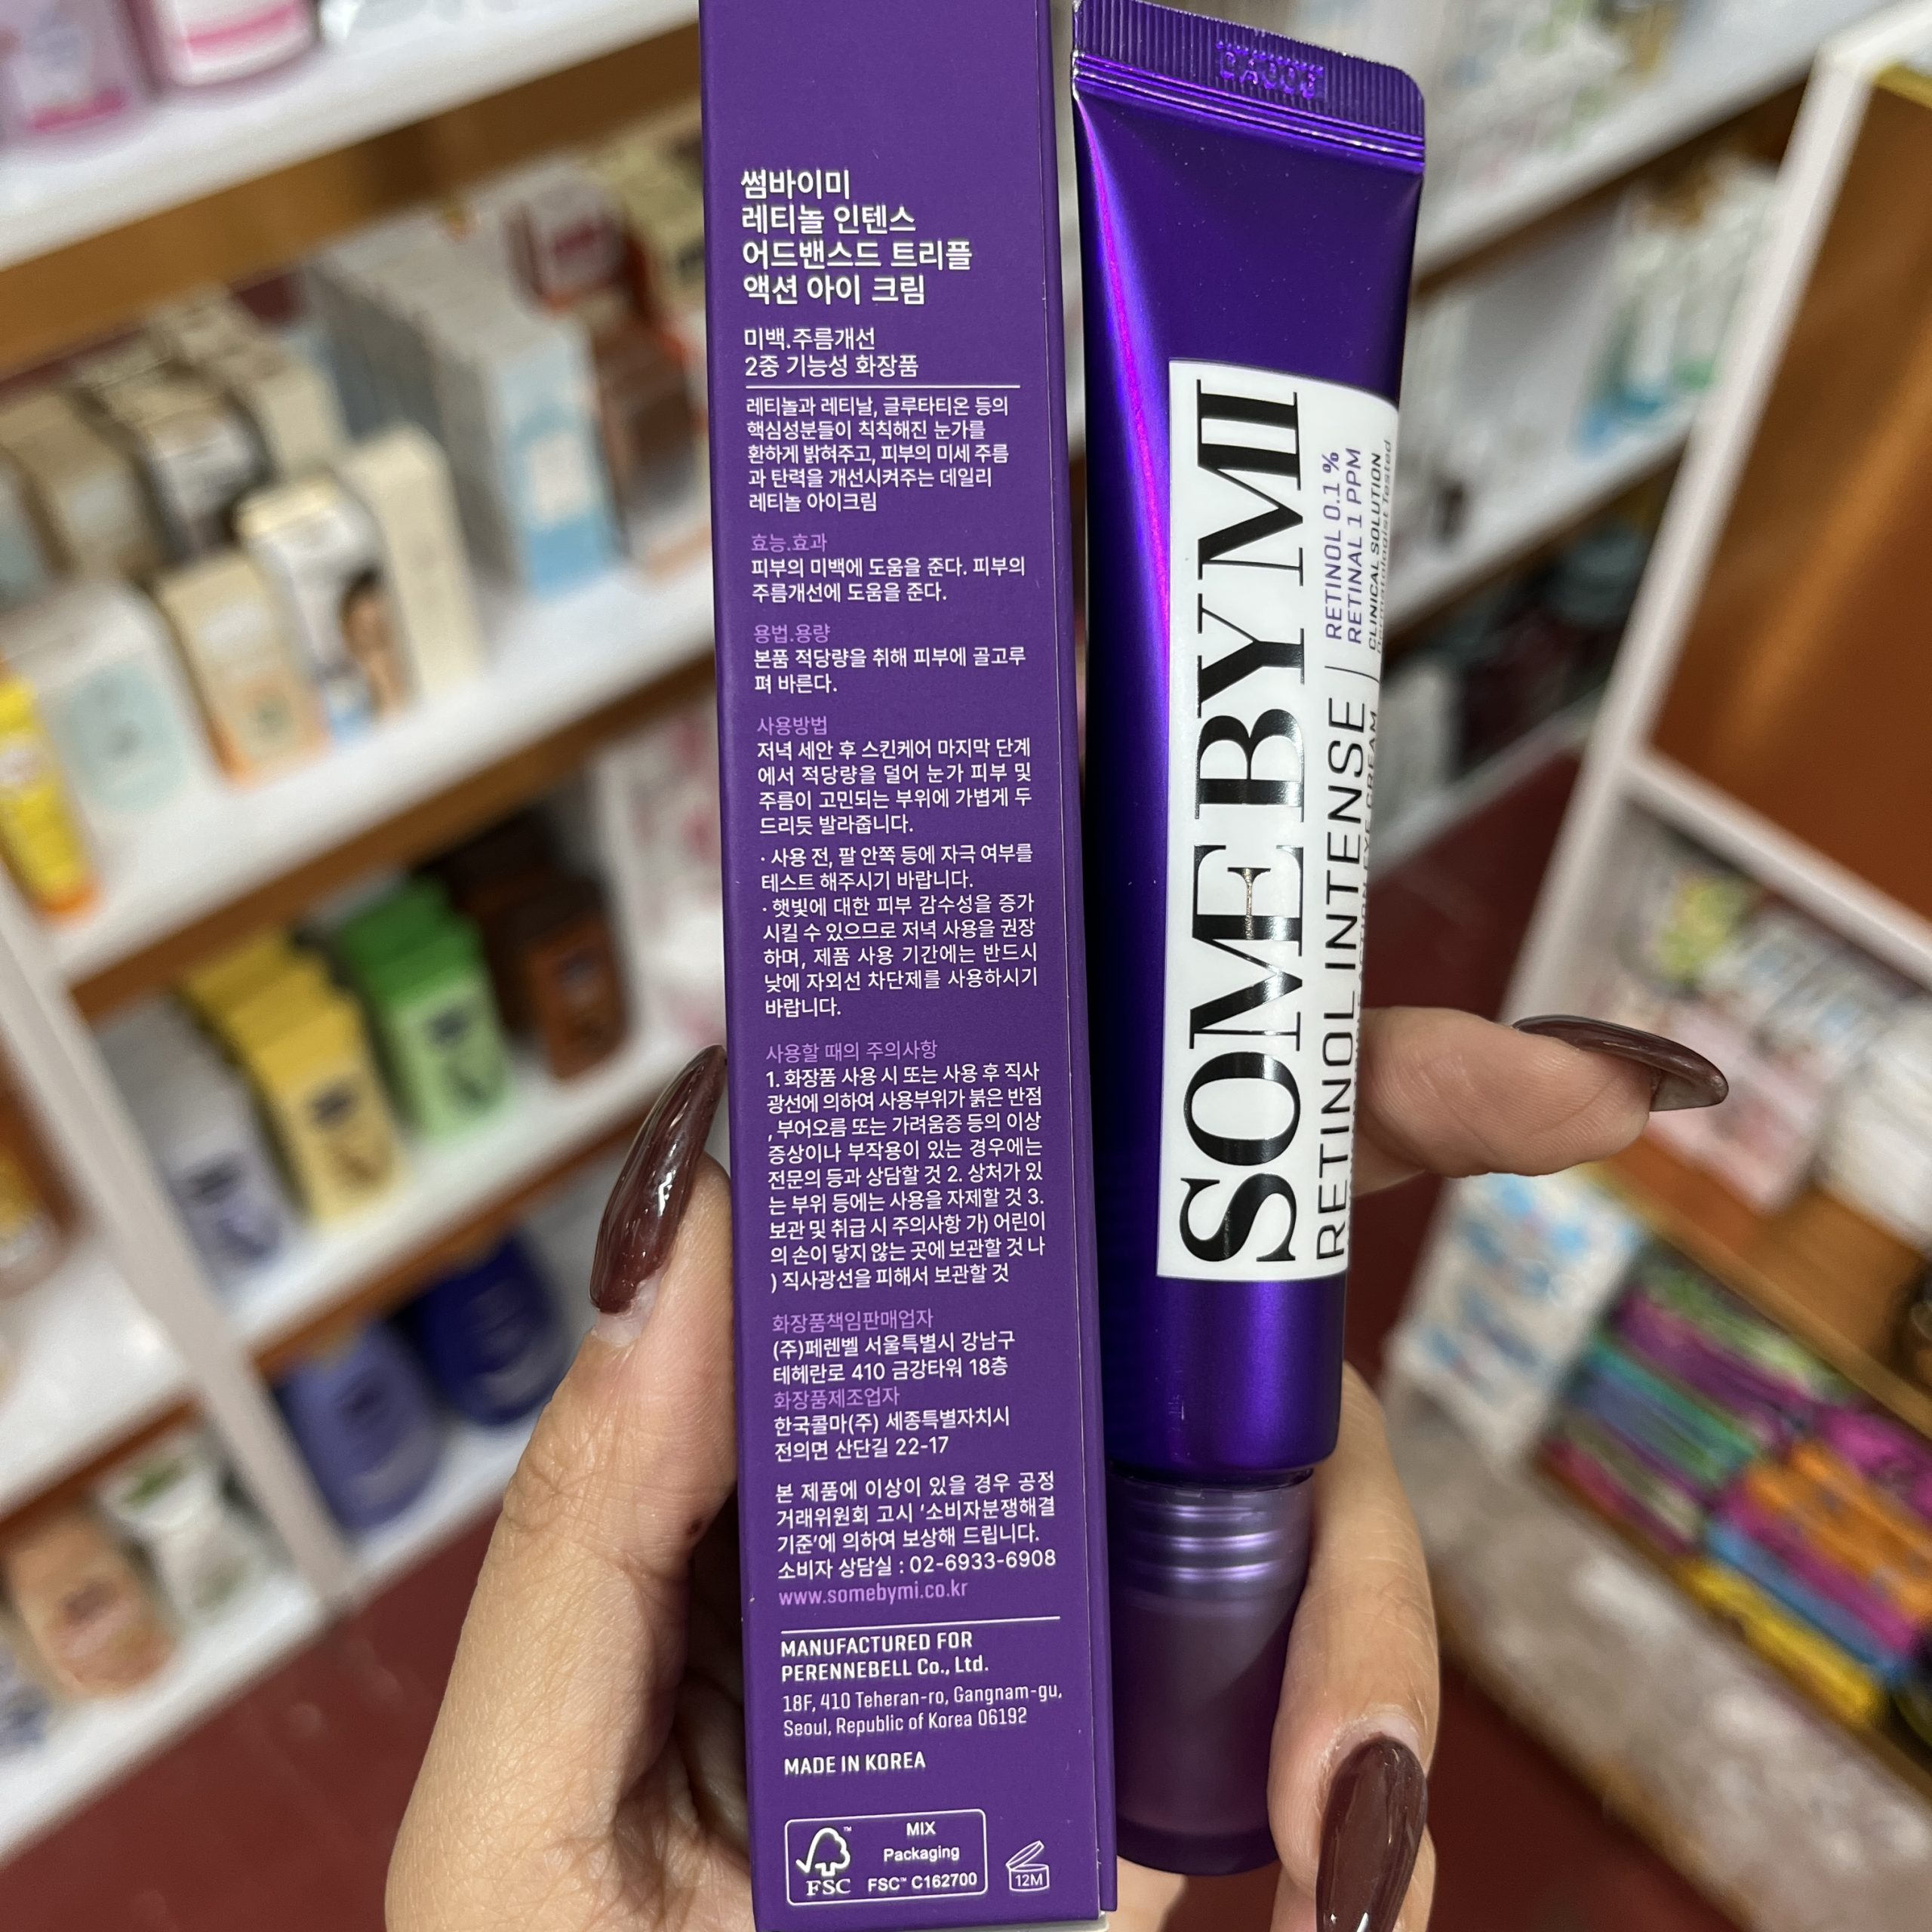 썸바이미
레티놀 인텐스
어드밴스드 트리플
액션 아이 크림
미백.주름개선
2중 기능성 화장품
레티놀과 레티날, 글루타티온 등의
핵심성분들이 칙칙해진 눈가를
환하게 밝혀주고, 피부의 미세 주름
과 탄력을 개선시켜주는 데일리
레티놀 아이크림
효능.효과
피부의 미백에 도움을 준다. 피부의
주름개선에 도움을 준다.
용법.용량
본품 적당량을 취해 피부에 골고루
펴 바른다.
사용방법
저녁 세안 후 스킨케어 마지막 단계
에서 적당량을 덜어 눈가 피부 및
주름이 고민되는 부위에 가볍게 두
드리듯 발라줍니다.
· 사용 전, 팔 안쪽 등에 자극 여부를
테스트 해주시기 바랍니다.
· 햇빛에 대한 피부 감수성을 증가
시킬 수 있으므로 저녁 사용을 권장
하며, 제품 사용 기간에는 반드시
낮에 자외선 차단제를 사용하시기
바랍니다.
사용할 때의 주의사항
1. 화장품 사용 시 또는 사용 후 직사
광선에 의하여 사용부위가 붉은 반점
, 부어오름 또는 가려움증 등의 이상
증상이나 부작용이 있는 경우에는
전문의 등과 상담할 것 2. 상처가 있
는 부위 등에는 사용을 자제할 것 3.
보관 및 취급 시 주의사항 가) 어린이
의 손이 닿지 않는 곳에 보관할 것 나
) 직사광선을 피해서 보관할 것
화장품책임판매업자
(주)페렌벨 서울특별시 강남구
테헤란로 410 금강타워 18층
화장품제조업자
한국콜마(주) 세종특별자치시
전의면 산단길 22-17
본 제품에 이상이 있을 경우 공정
거래위원회 고시 '소비자분쟁해결
기준'에 의하여 보상해 드립니다.
소비자 상담실 : 02-6933-6908
www.somebymi.co.kr
MANUFACTURED FOR
PERENNEBELL Co., Ltd.
18F, 410 Teheran-ro, Gangnam-gu,
Seoul, Republic of Korea 06192
MADE IN KOREA
FSC™
MIX
Packaging
FSC™ C162700
12M
SOMEBYMI
RETINOL INTENSE
RETINOL 0.1 %
RETINAL 1 PPM
CLINICAL SOLUTION
Dermatologist Tested
EYE CREAM